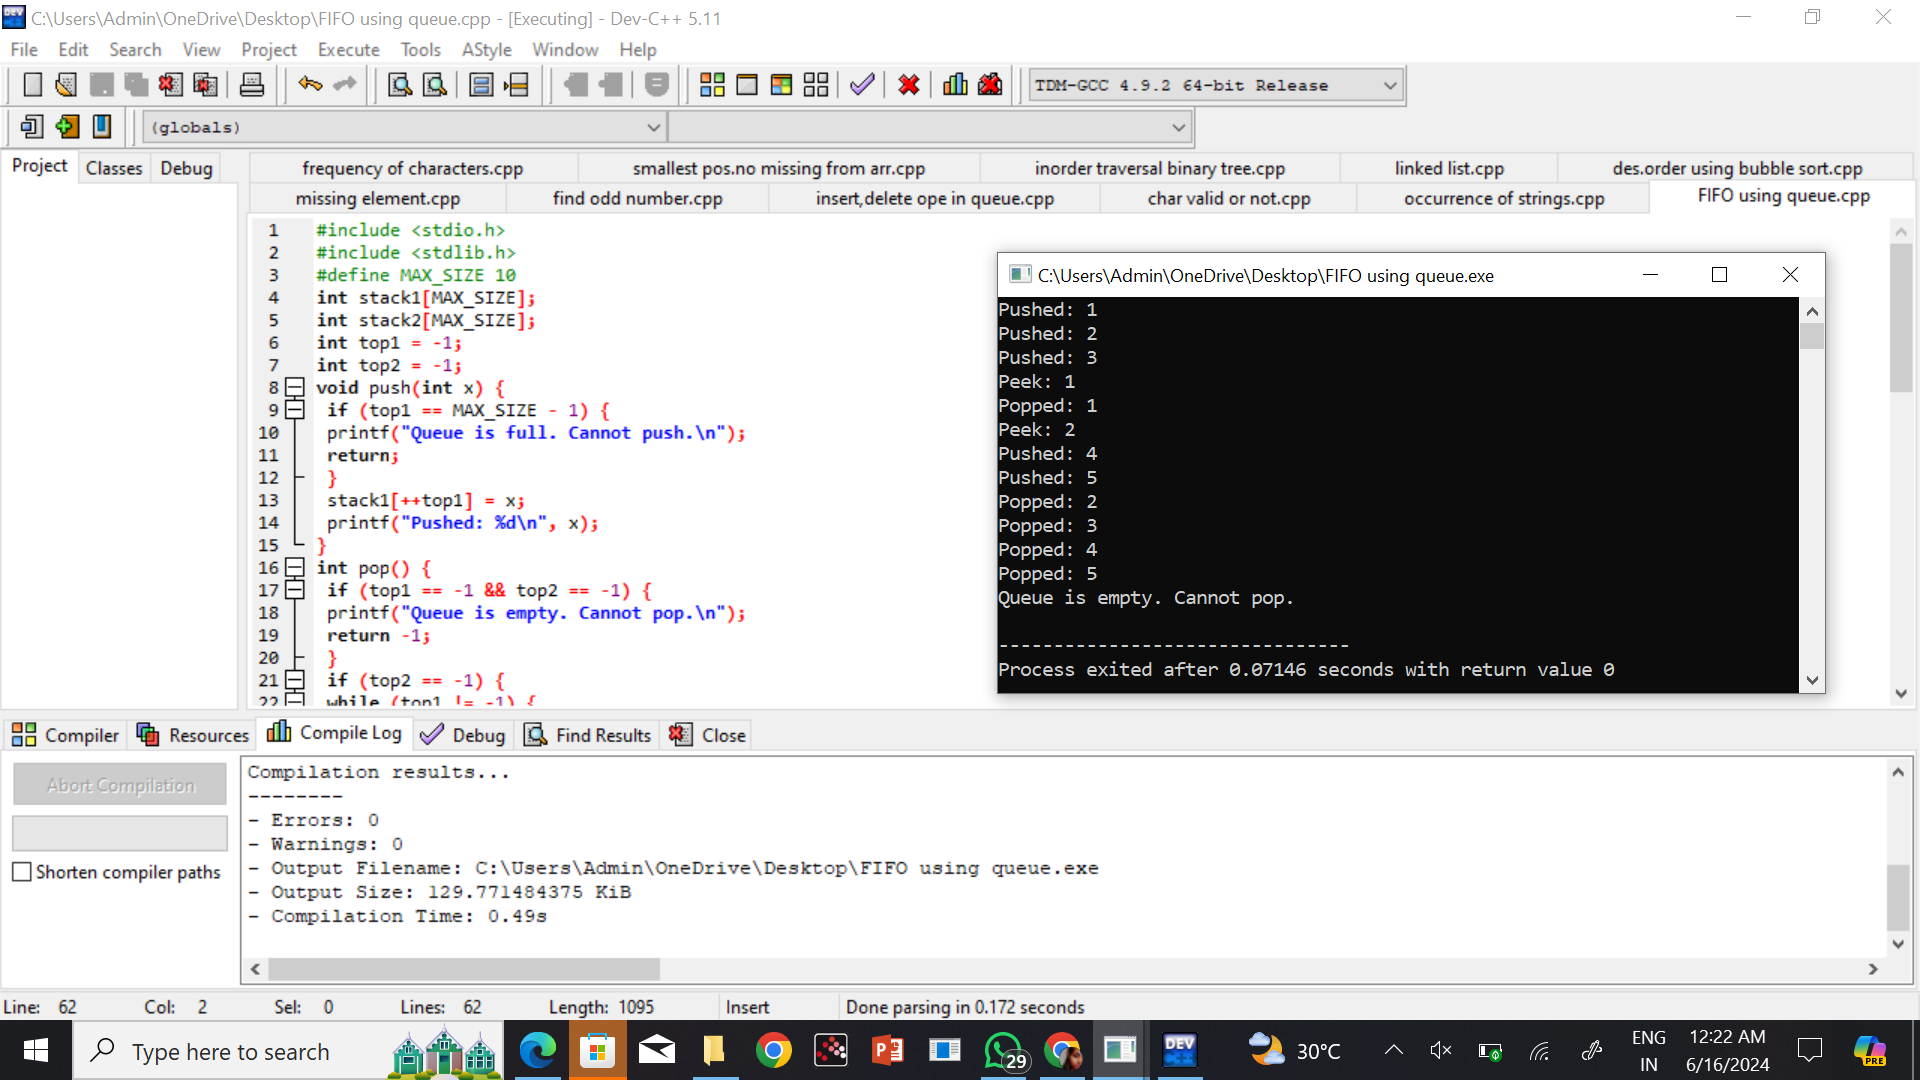 C:\Users\Admin\OneDrive\Desktop\FIFO using queue.cpp - [Executing] - Dev-C++ 5.11
File Edit Search View Project Execute Tools AStyle Window Help
TDM-GCC 4.9.2 64-bit Release
(globals)
Project Classes Debug
frequency of characters.cpp smallest pos.no missing from arr.cpp inorder traversal binary tree.cpp linked list.cpp des.order using bubble sort.cpp
missing element.cpp find odd number.cpp insert,delete ope in queue.cpp char valid or not.cpp occurrence of strings.cpp FIFO using queue.cpp
1 #include <stdio.h>
2 #include <stdlib.h>
3 #define MAX_SIZE 10
4 int stack1[MAX_SIZE];
5 int stack2[MAX_SIZE];
6 int top1 = -1;
7 int top2 = -1;
8 void push(int x) {
9 if (top1 == MAX_SIZE - 1) {
10 printf("Queue is full. Cannot push.\n");
11 return;
12 }
13 stack1[++top1] = x;
14 printf("Pushed: %d\n", x);
15 }
16 int pop() {
17 if (top1 == -1 && top2 == -1) {
18 printf("Queue is empty. Cannot pop.\n");
19 return -1;
20 }
21 if (top2 == -1) {
22 while (top1 != -1) {
C:\Users\Admin\OneDrive\Desktop\FIFO using queue.exe
Pushed: 1
Pushed: 2
Pushed: 3
Peek: 1
Popped: 1
Peek: 2
Pushed: 4
Pushed: 5
Popped: 2
Popped: 3
Popped: 4
Popped: 5
Queue is empty. Cannot pop.
--------------------------------
Process exited after 0.07146 seconds with return value 0
Compiler Resources Compile Log Debug Find Results Close
Abort Compilation
Shorten compiler paths
Compilation results...
--------
- Errors: 0
- Warnings: 0
- Output Filename: C:\Users\Admin\OneDrive\Desktop\FIFO using queue.exe
- Output Size: 129.771484375 KiB
- Compilation Time: 0.49s
Line: 62 Col: 2 Sel: 0 Lines: 62 Length: 1095 Insert Done parsing in 0.172 seconds
Type here to search
29
DEV
30°C
ENG
IN
12:22 AM
6/16/2024
PRE